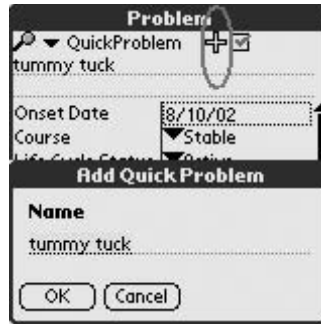 Problem
QuickProblem
tummy tuck
Onset Date 8/10/02
Course Stable
Add Quick Problem
Name
tummy tuck
OK Cancel